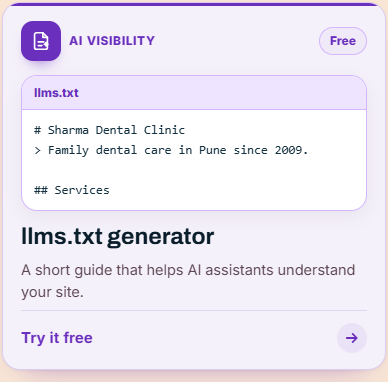 AI VISIBILITY
Free
llms.txt
# Sharma Dental Clinic
> Family dental care in Pune since 2009.
## Services
llms.txt generator
A short guide that helps AI assistants understand
your site.
Try it free